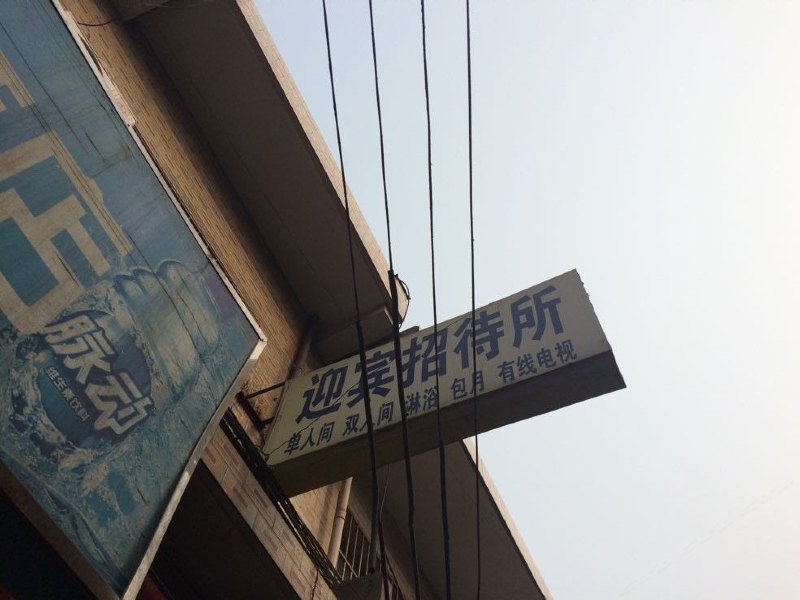 迎宾招待所
单人间 双人间 淋浴 包月 有线电视
脉动
维生素饮料